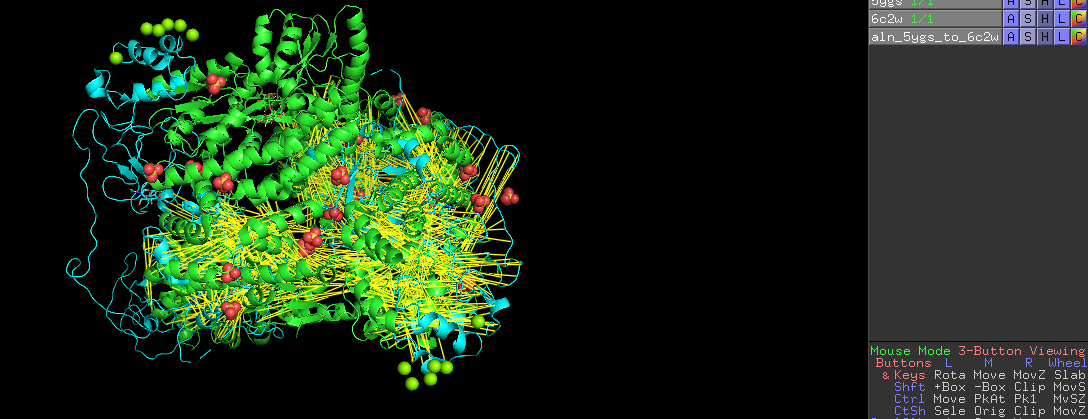 5ygs 1/1 A S H L C
6c2w 1/1 A S H L C
aln_5ygs_to_6c2w A S H L C
Mouse Mode 3-Button Viewing
Buttons L M R Wheel
& Keys Rota Move MovZ Slab
Shft +Box -Box Clip MovS
Ctrl Move PkAt Pk1 MvSZ
CtSh Sele Orig Clip MovZ